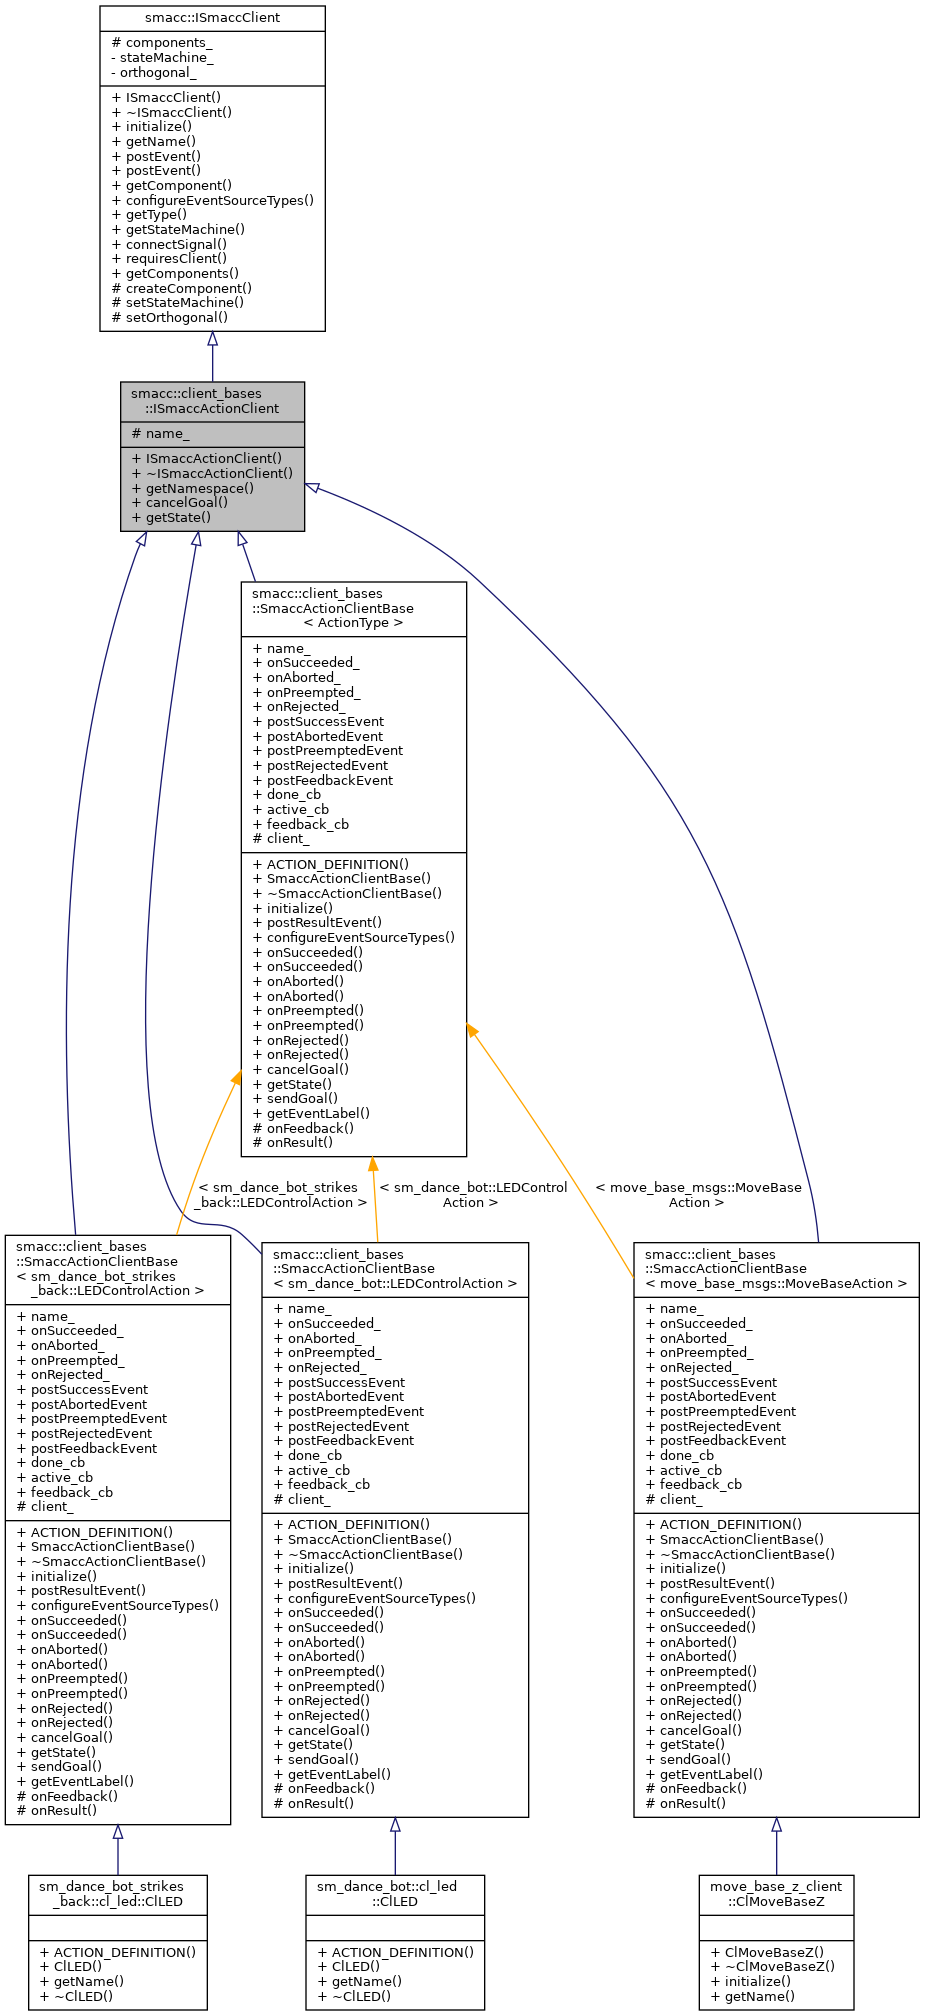 smacc::ISmaccClient
# components_
- stateMachine_
- orthogonal_
+ ISmaccClient()
+ ~ISmaccClient()
+ initialize()
+ getName()
+ postEvent()
+ postEvent()
+ getComponent()
+ configureEventSourceTypes()
+ getType()
+ getStateMachine()
+ connectSignal()
+ requiresClient()
+ getComponents()
# createComponent()
# setStateMachine()
# setOrthogonal()
smacc::client_bases
::ISmaccActionClient
# name_
+ ISmaccActionClient()
+ ~ISmaccActionClient()
+ getNamespace()
+ cancelGoal()
+ getState()
smacc::client_bases
::SmaccActionClientBase
< ActionType >
+ name_
+ onSucceeded_
+ onAborted_
+ onPreempted_
+ onRejected_
+ postSuccessEvent
+ postAbortedEvent
+ postPreemptedEvent
+ postRejectedEvent
+ postFeedbackEvent
+ done_cb
+ active_cb
+ feedback_cb
# client_
+ ACTION_DEFINITION()
+ SmaccActionClientBase()
+ ~SmaccActionClientBase()
+ initialize()
+ postResultEvent()
+ configureEventSourceTypes()
+ onSucceeded()
+ onSucceeded()
+ onAborted()
+ onAborted()
+ onPreempted()
+ onPreempted()
+ onRejected()
+ onRejected()
+ cancelGoal()
+ getState()
+ sendGoal()
+ getEventLabel()
# onFeedback()
# onResult()
< sm_dance_bot_strikes
_back::LEDControlAction >
< sm_dance_bot::LEDControl
Action >
< move_base_msgs::MoveBase
Action >
smacc::client_bases
::SmaccActionClientBase
< sm_dance_bot_strikes
_back::LEDControlAction >
+ name_
+ onSucceeded_
+ onAborted_
+ onPreempted_
+ onRejected_
+ postSuccessEvent
+ postAbortedEvent
+ postPreemptedEvent
+ postRejectedEvent
+ postFeedbackEvent
+ done_cb
+ active_cb
+ feedback_cb
# client_
+ ACTION_DEFINITION()
+ SmaccActionClientBase()
+ ~SmaccActionClientBase()
+ initialize()
+ postResultEvent()
+ configureEventSourceTypes()
+ onSucceeded()
+ onSucceeded()
+ onAborted()
+ onAborted()
+ onPreempted()
+ onPreempted()
+ onRejected()
+ onRejected()
+ cancelGoal()
+ getState()
+ sendGoal()
+ getEventLabel()
# onFeedback()
# onResult()
smacc::client_bases
::SmaccActionClientBase
< sm_dance_bot::LEDControlAction >
+ name_
+ onSucceeded_
+ onAborted_
+ onPreempted_
+ onRejected_
+ postSuccessEvent
+ postAbortedEvent
+ postPreemptedEvent
+ postRejectedEvent
+ postFeedbackEvent
+ done_cb
+ active_cb
+ feedback_cb
# client_
+ ACTION_DEFINITION()
+ SmaccActionClientBase()
+ ~SmaccActionClientBase()
+ initialize()
+ postResultEvent()
+ configureEventSourceTypes()
+ onSucceeded()
+ onSucceeded()
+ onAborted()
+ onAborted()
+ onPreempted()
+ onPreempted()
+ onRejected()
+ onRejected()
+ cancelGoal()
+ getState()
+ sendGoal()
+ getEventLabel()
# onFeedback()
# onResult()
smacc::client_bases
::SmaccActionClientBase
< move_base_msgs::MoveBaseAction >
+ name_
+ onSucceeded_
+ onAborted_
+ onPreempted_
+ onRejected_
+ postSuccessEvent
+ postAbortedEvent
+ postPreemptedEvent
+ postRejectedEvent
+ postFeedbackEvent
+ done_cb
+ active_cb
+ feedback_cb
# client_
+ ACTION_DEFINITION()
+ SmaccActionClientBase()
+ ~SmaccActionClientBase()
+ initialize()
+ postResultEvent()
+ configureEventSourceTypes()
+ onSucceeded()
+ onSucceeded()
+ onAborted()
+ onAborted()
+ onPreempted()
+ onPreempted()
+ onRejected()
+ onRejected()
+ cancelGoal()
+ getState()
+ sendGoal()
+ getEventLabel()
# onFeedback()
# onResult()
sm_dance_bot_strikes
_back::cl_led::ClLED
+ ACTION_DEFINITION()
+ ClLED()
+ getName()
+ ~ClLED()
sm_dance_bot::cl_led
::ClLED
+ ACTION_DEFINITION()
+ ClLED()
+ getName()
+ ~ClLED()
move_base_z_client
::ClMoveBaseZ
+ ClMoveBaseZ()
+ ~ClMoveBaseZ()
+ initialize()
+ getName()